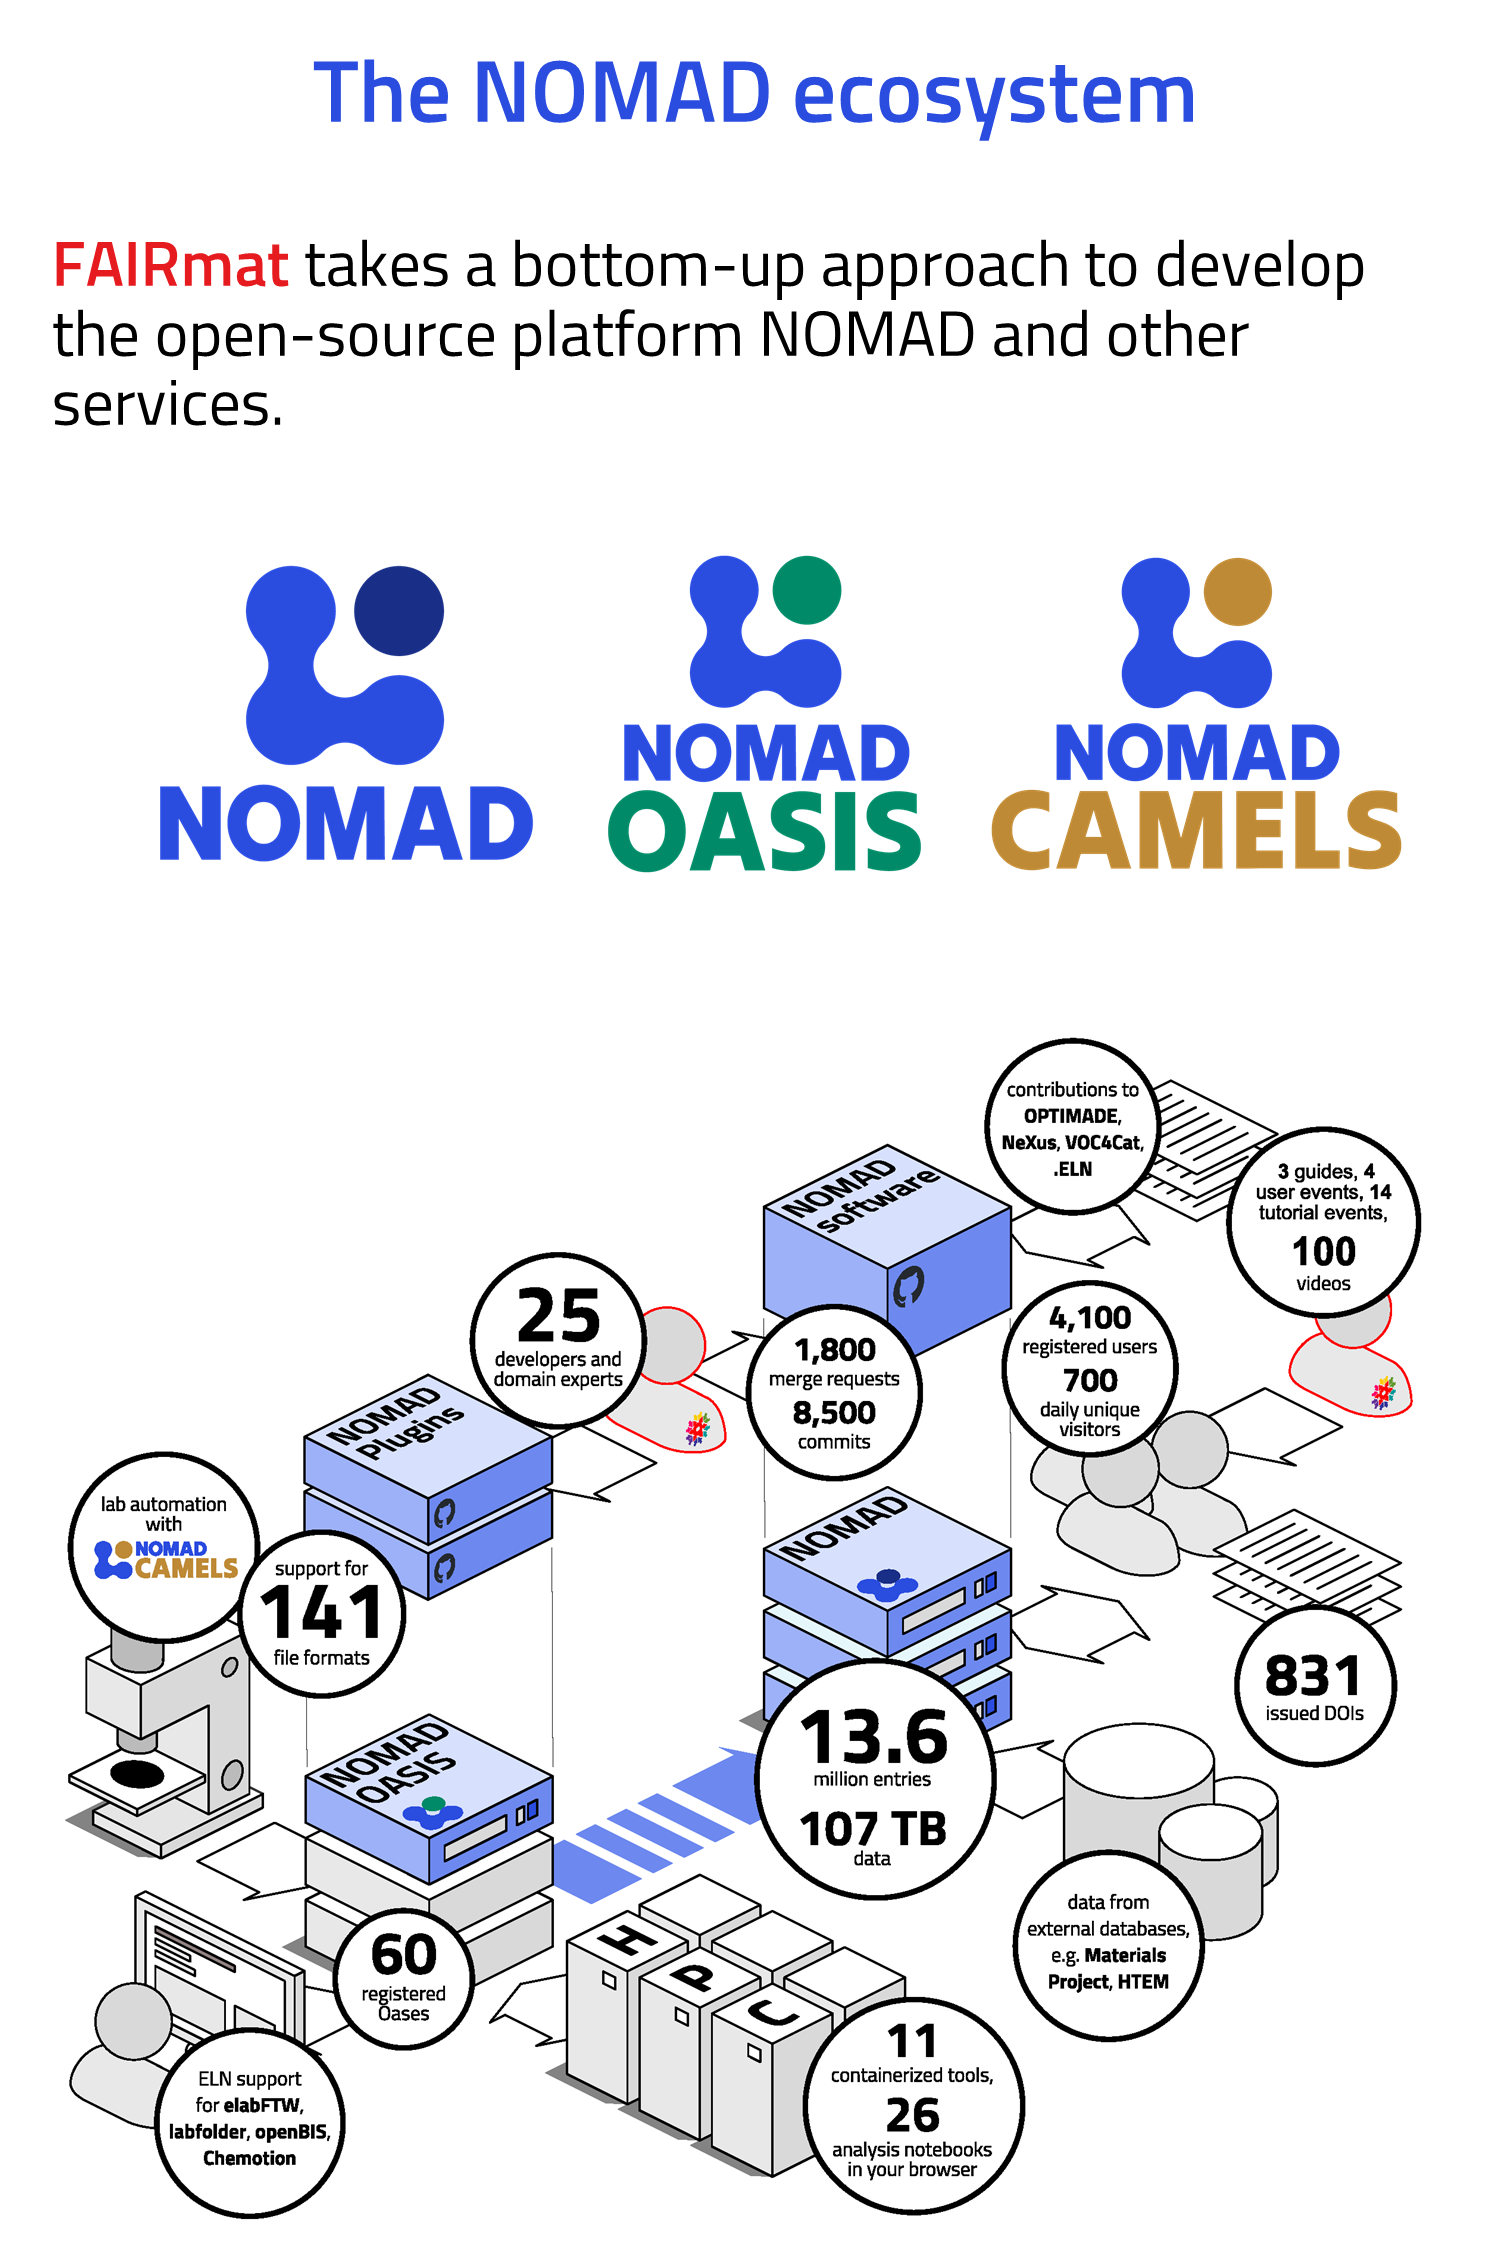 The NOMAD ecosystem
FAIRmat takes a bottom-up approach to develop
the open-source platform NOMAD and other
services.
NOMAD
NOMAD
OASIS
NOMAD
CAMELS
contributions to
OPTIMADE,
NeXus, VOC4Cat,
.ELN
3 guides, 4
user events, 14
tutorial events,
100
videos
NOMAD
software
25
developers and
domain experts
1,800
merge requests
8,500
commits
4,100
registered users
700
daily unique
visitors
NOMAD
Plugins
lab automation
with
NOMAD
CAMELS
support for
141
file formats
NOMAD
831
issued DOIs
13.6
million entries
107 TB
data
NOMAD
OASIS
data from
external databases,
e.g. Materials
Project, HTEM
60
registered
Oases
H
P
C
11
containerized tools,
26
analysis notebooks
in your browser
ELN support
for elabFTW,
labfolder, openBIS,
Chemotion